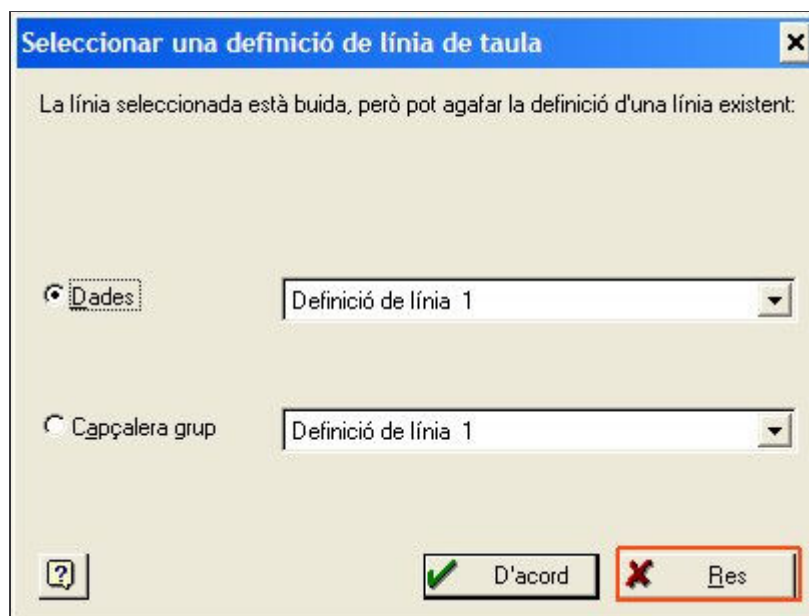 Seleccionar una definició de línia de taula
La línia seleccionada està buida, però pot agafar la definició d'una línia existent:
Dades
Definició de línia 1
Capçalera grup
Definició de línia 1
?
D'acord
Res